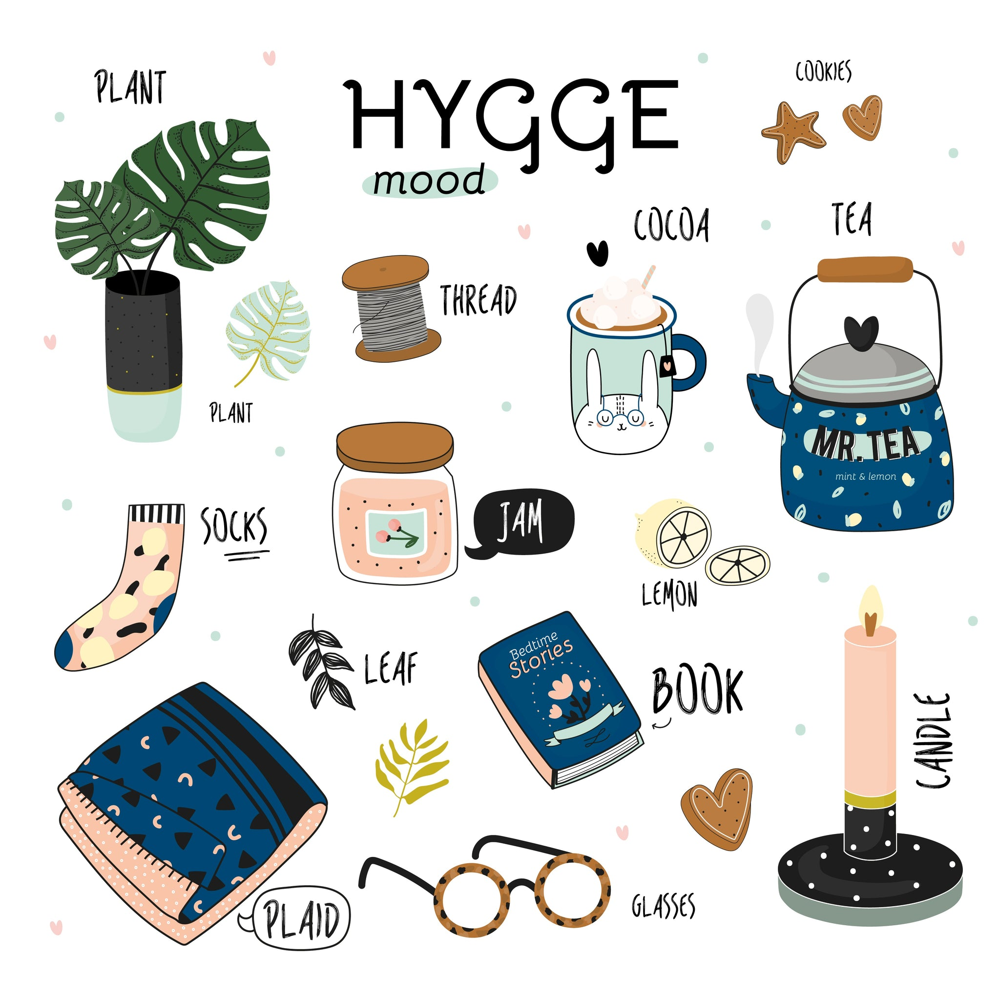 PLANT
HYGGE
mood
COOKIES
COCOA
TEA
THREAD
PLANT
MR. TEA
mint & lemon
SOCKS
JAM
LEMON
LEAF
Bedtime
Stories
BOOK
CANDLE
PLAID
GLASSES